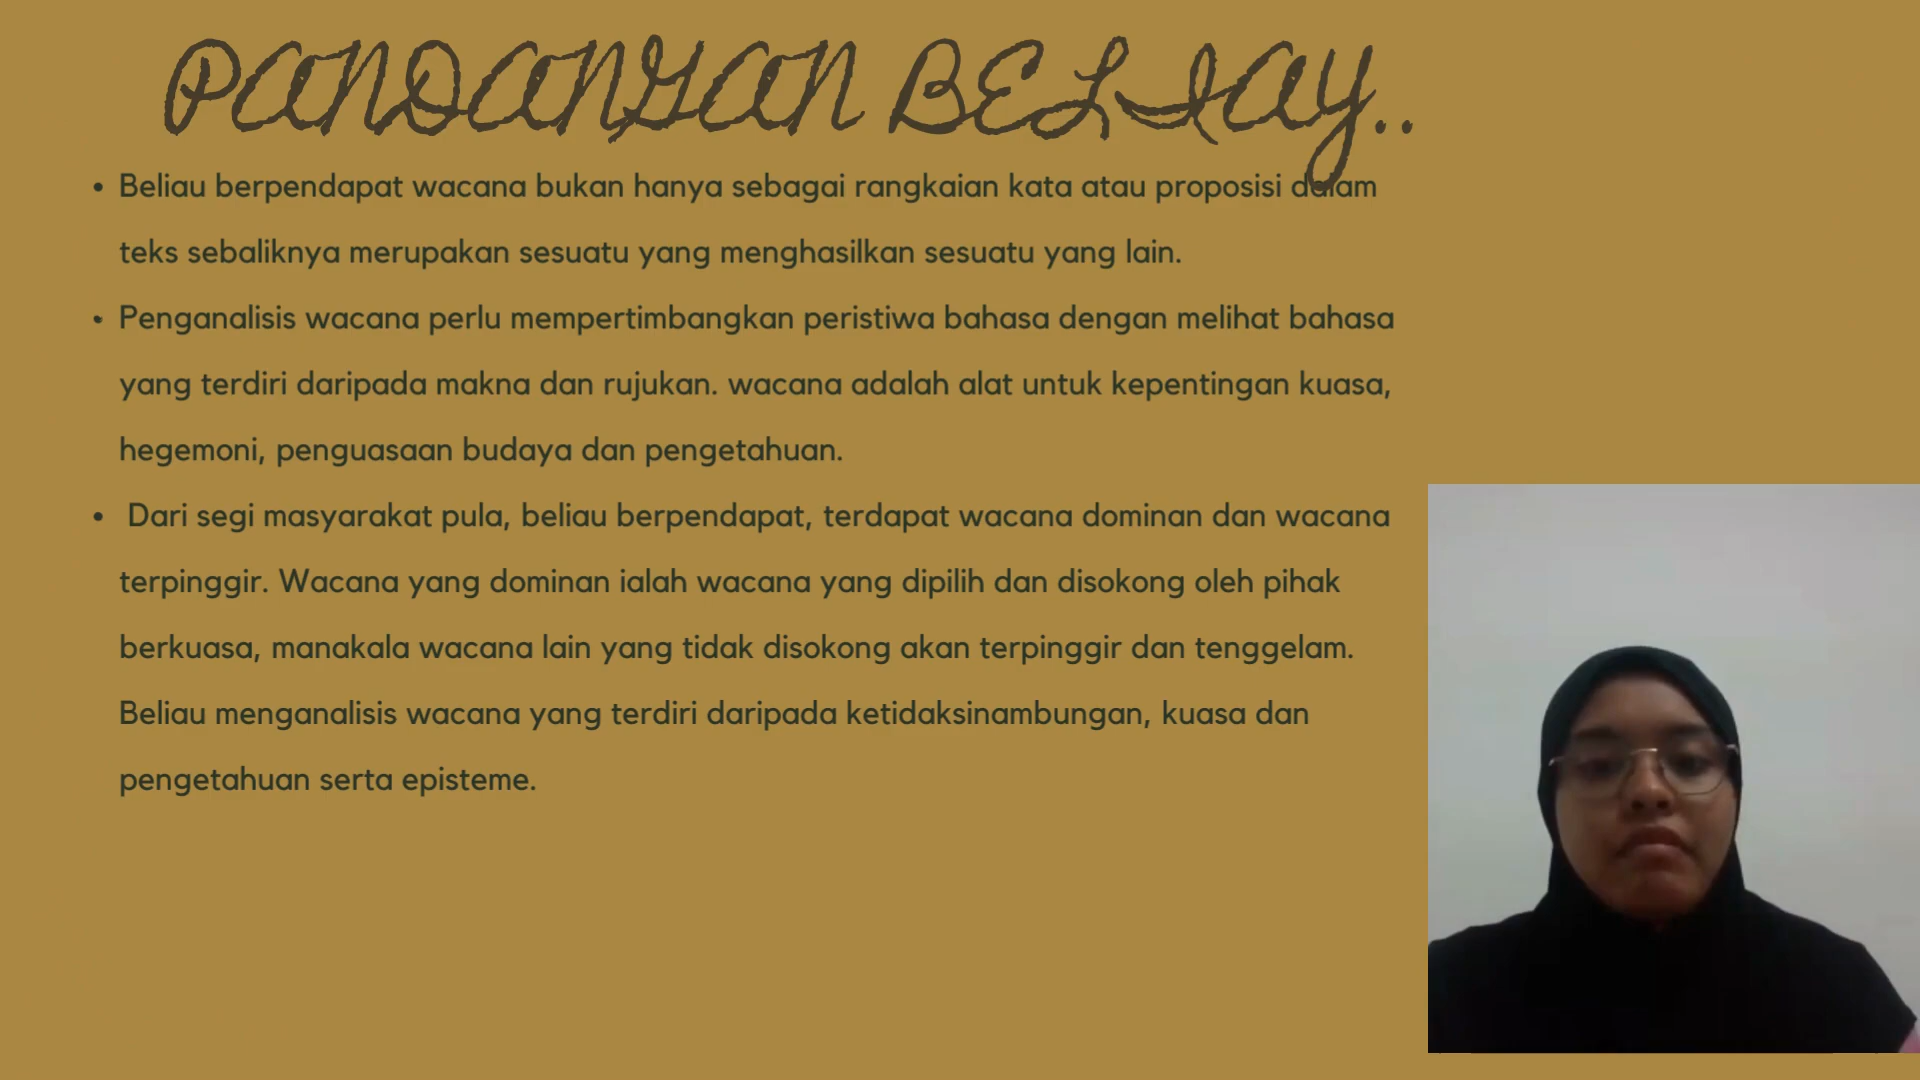 PANDANGAN BELIAU..
• Beliau berpendapat wacana bukan hanya sebagai rangkaian kata atau proposisi dalam
teks sebaliknya merupakan sesuatu yang menghasilkan sesuatu yang lain.
• Penganalisis wacana perlu mempertimbangkan peristiwa bahasa dengan melihat bahasa
yang terdiri daripada makna dan rujukan. wacana adalah alat untuk kepentingan kuasa,
hegemoni, penguasaan budaya dan pengetahuan.
• Dari segi masyarakat pula, beliau berpendapat, terdapat wacana dominan dan wacana
terpinggir. Wacana yang dominan ialah wacana yang dipilih dan disokong oleh pihak
berkuasa, manakala wacana lain yang tidak disokong akan terpinggir dan tenggelam.
Beliau menganalisis wacana yang terdiri daripada ketidaksinambungan, kuasa dan
pengetahuan serta episteme.